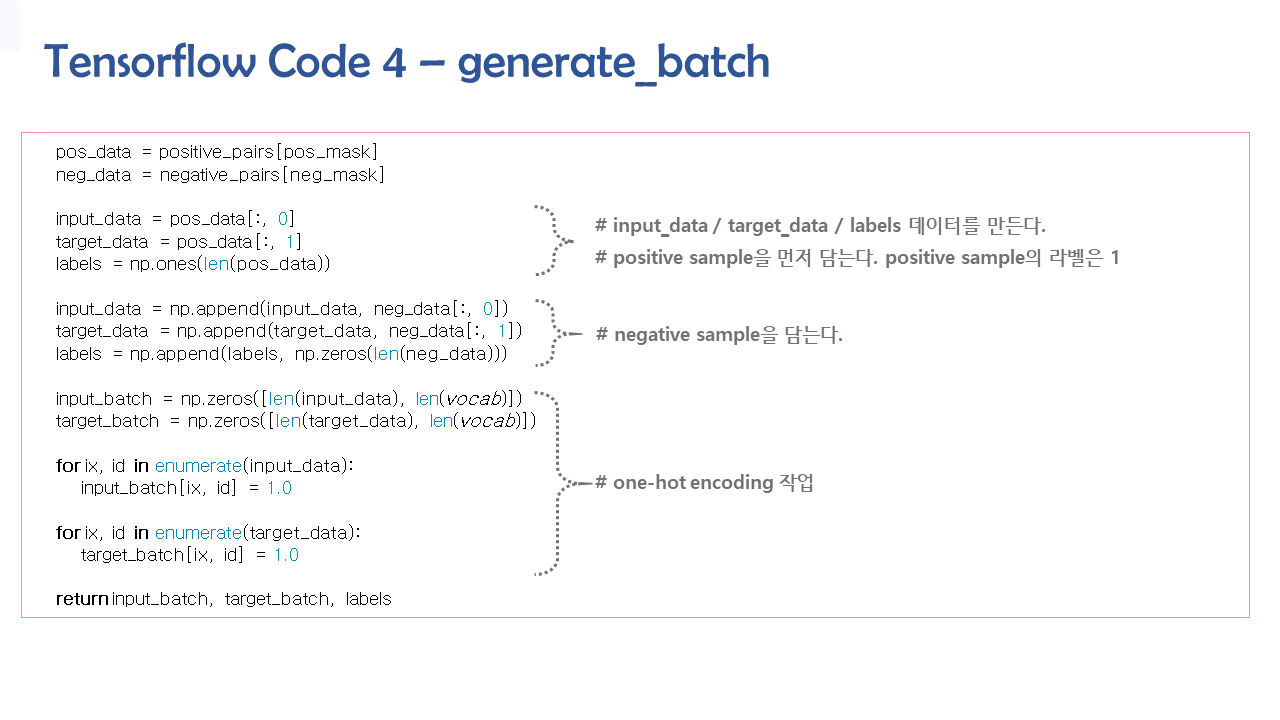 Tensorflow Code 4 – generate_batch
pos_data = positive_pairs[pos_mask]
neg_data = negative_pairs[neg_mask]
input_data = pos_data[:, 0]
target_data = pos_data[:, 1]
labels = np.ones(len(pos_data))
# input_data / target_data / labels 데이터를 만든다.
# positive sample을 먼저 담는다. positive sample의 라벨은 1
input_data = np.append(input_data, neg_data[:, 0])
target_data = np.append(target_data, neg_data[:, 1])
labels = np.append(labels, np.zeros(len(neg_data)))
# negative sample을 담는다.
input_batch = np.zeros([len(input_data), len(vocab)])
target_batch = np.zeros([len(target_data), len(vocab)])
for ix, id in enumerate(input_data):
input_batch[ix, id] = 1.0
for ix, id in enumerate(target_data):
target_batch[ix, id] = 1.0
# one-hot encoding 작업
return input_batch, target_batch, labels